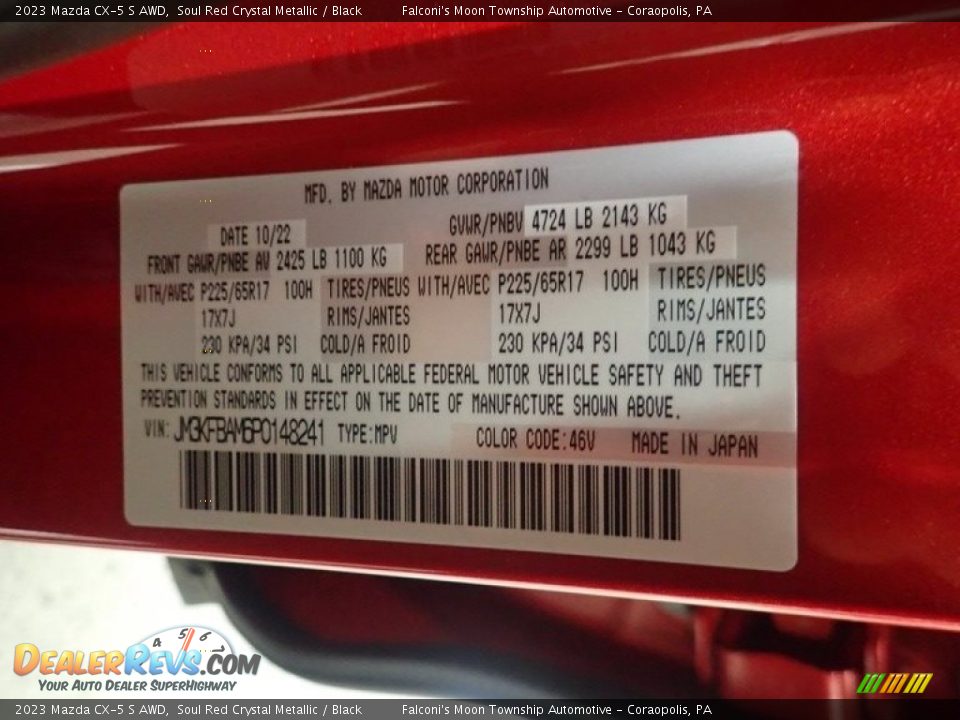 2023 Mazda CX-5 S AWD, Soul Red Crystal Metallic / Black Falconi's Moon Township Automotive - Coraopolis, PA
MFD. BY MAZDA MOTOR CORPORATION
DATE 10/22 GVWR/PNBV 4724 LB 2143 KG
FRONT GAWR/PNBE AV 2425 LB 1100 KG REAR GAWR/PNBE AR 2299 LB 1043 KG
WITH/AVEC P225/65R17 100H TIRES/PNEUS WITH/AVEC P225/65R17 100H TIRES/PNEUS
17X7J RIMS/JANTES 17X7J RIMS/JANTES
230 KPA/34 PSI COLD/A FROID 230 KPA/34 PSI COLD/A FROID
THIS VEHICLE CONFORMS TO ALL APPLICABLE FEDERAL MOTOR VEHICLE SAFETY AND THEFT
PREVENTION STANDARDS IN EFFECT ON THE DATE OF MANUFACTURE SHOWN ABOVE.
VIN: JM3KFBAM6P0148241 TYPE:MPV COLOR CODE:46V MADE IN JAPAN
4 5 6
DEALERREVS.COM
YOUR AUTO DEALER SUPERHIGHWAY
2023 Mazda CX-5 S AWD, Soul Red Crystal Metallic / Black Falconi's Moon Township Automotive - Coraopolis, PA